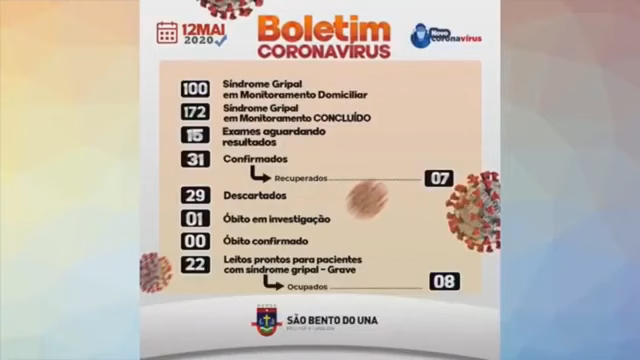 12MAI
2020
Boletim
CORONAVÍRUS
Novo
coronavírus
100 Síndrome Gripal
em Monitoramento Domiciliar
172 Síndrome Gripal
em Monitoramento CONCLUÍDO
15 Exames aguardando
resultados
31 Confirmados
Recuperados 07
29 Descartados
01 Óbito em investigação
00 Óbito confirmado
22 Leitos prontos para pacientes
com síndrome gripal - Grave
Ocupados 08
SÃO BENTO DO UNA